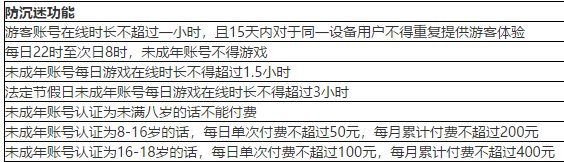 防沉迷功能
游客账号在线时长不超过一小时，且15天内对于同一设备用户不得重复提供游客体验
每日22时至次日8时，未成年账号不得游戏
未成年账号每日游戏在线时长不得超过1.5小时
法定节假日未成年账号每日游戏在线时长不得超过3小时
未成年账号认证为未满八岁的话不能付费
未成年账号认证为8-16岁的话，每日单次付费不超过50元，每月累计付费不超过200元
未成年账号认证为16-18岁的话，每日单次付费不超过100元，每月累计付费不超过400元